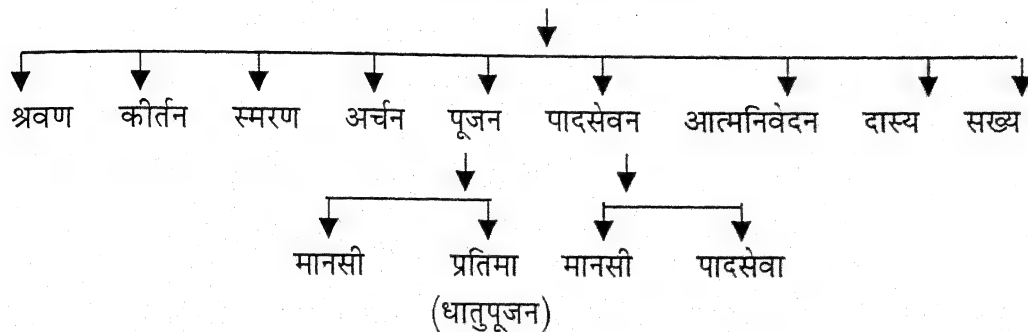 श्रवण कीर्तन स्मरण अर्चन पूजन पादसेवन आत्मनिवेदन दास्य सख्य
मानसी प्रतिमा मानसी पादसेवा
(धातुपूजन)